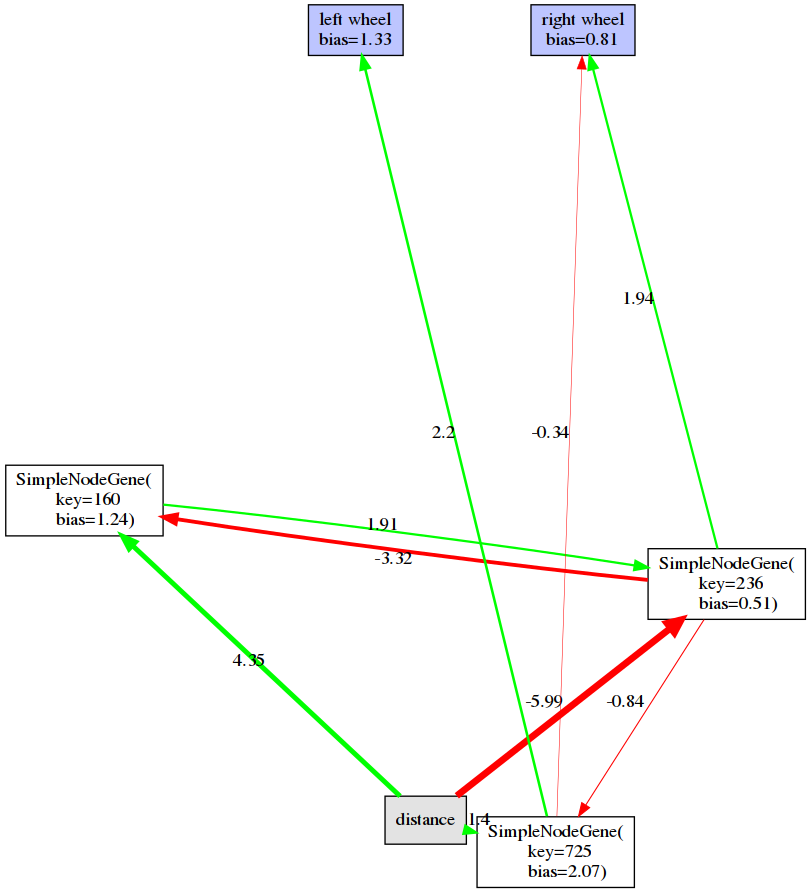 left wheel
bias=1.33
right wheel
bias=0.81
1.94
2.2
-0.34
SimpleNodeGene(
key=160
bias=1.24)
1.91
-3.32
SimpleNodeGene(
key=236
bias=0.51)
4.35
-5.99
-0.84
distance
1.4
SimpleNodeGene(
key=725
bias=2.07)